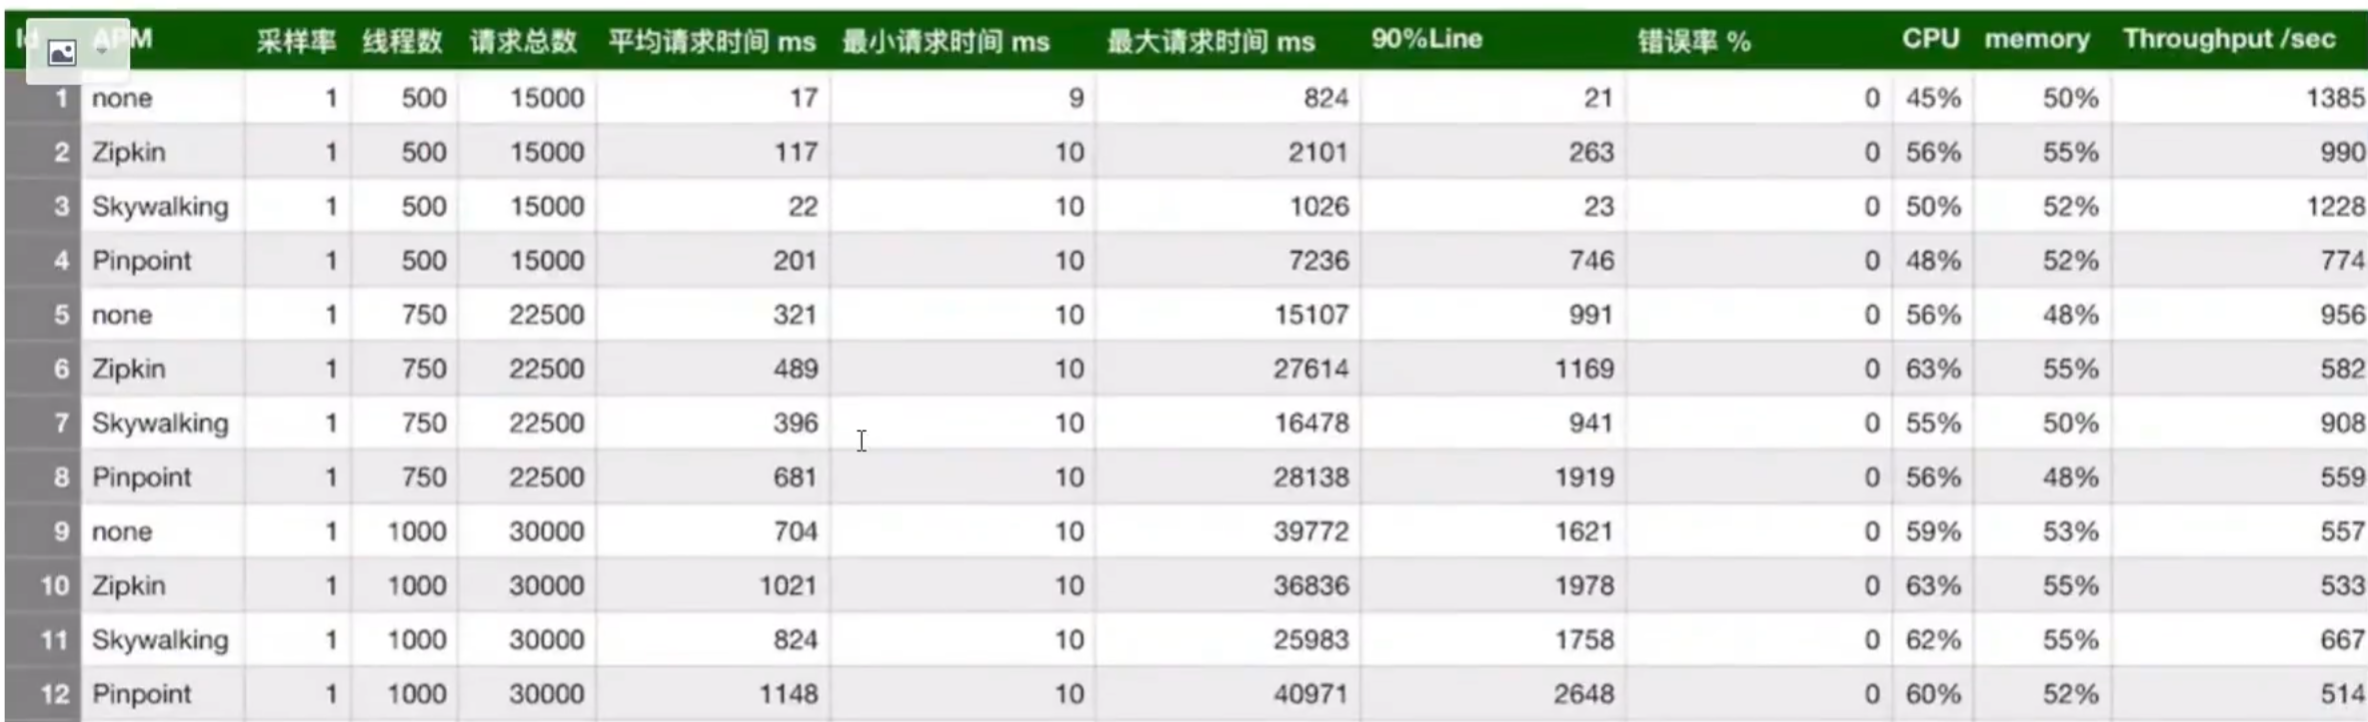 Id APM 采样率 线程数 请求总数 平均请求时间 ms 最小请求时间 ms 最大请求时间 ms 90%Line 错误率 % CPU memory Throughput /sec
1 none 1 500 15000 17 9 824 21 0 45% 50% 1385
2 Zipkin 1 500 15000 117 10 2101 263 0 56% 55% 990
3 Skywalking 1 500 15000 22 10 1026 23 0 50% 52% 1228
4 Pinpoint 1 500 15000 201 10 7236 746 0 48% 52% 774
5 none 1 750 22500 321 10 15107 991 0 56% 48% 956
6 Zipkin 1 750 22500 489 10 27614 1169 0 63% 55% 582
7 Skywalking 1 750 22500 396 10 16478 941 0 55% 50% 908
8 Pinpoint 1 750 22500 681 10 28138 1919 0 56% 48% 559
9 none 1 1000 30000 704 10 39772 1621 0 59% 53% 557
10 Zipkin 1 1000 30000 1021 10 36836 1978 0 63% 55% 533
11 Skywalking 1 1000 30000 824 10 25983 1758 0 62% 55% 667
12 Pinpoint 1 1000 30000 1148 10 40971 2648 0 60% 52% 514